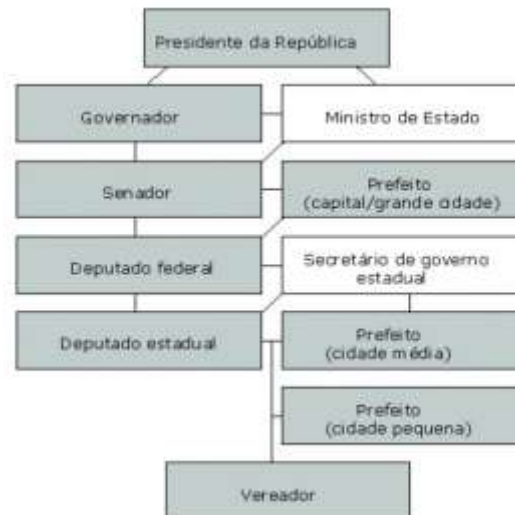 Presidente da República
Governador
Ministro de Estado
Senador
Prefeito
(capital/grande cidade)
Deputado federal
Secretário de governo
estadual
Deputado estadual
Prefeito
(cidade média)
Prefeito
(cidade pequena)
Vereador